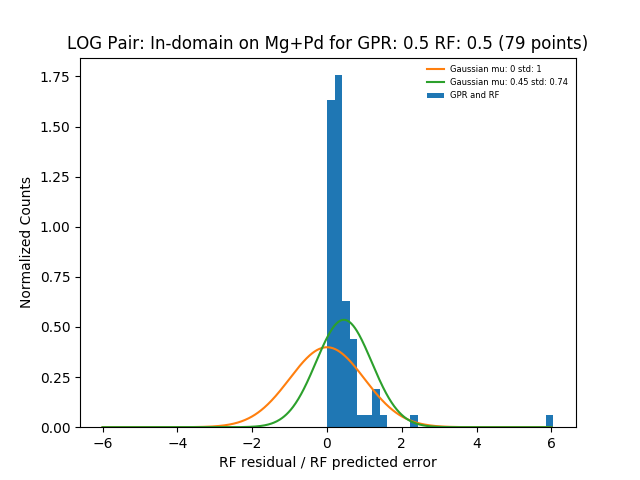 LOG Pair: In-domain on Mg+Pd for GPR: 0.5 RF: 0.5 (79 points)
Gaussian mu: 0 std: 1
Gaussian mu: 0.45 std: 0.74
GPR and RF
Normalized Counts
1.75
1.50
1.25
1.00
0.75
0.50
0.25
0.00
−6
−4
−2
0
2
4
6
RF residual / RF predicted error